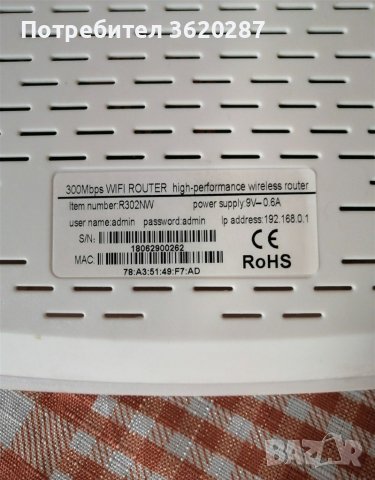 Потребител 3620287
300Mbps WIFI ROUTER high-performance wireless router
Item number:R302NW power supply:9V⎓0.6A
user name:admin password:admin Ip address:192.168.0.1
S/N:
18062900262
MAC:
78:A3:51:49:F7:AD
CE
RoHS
BAZAR